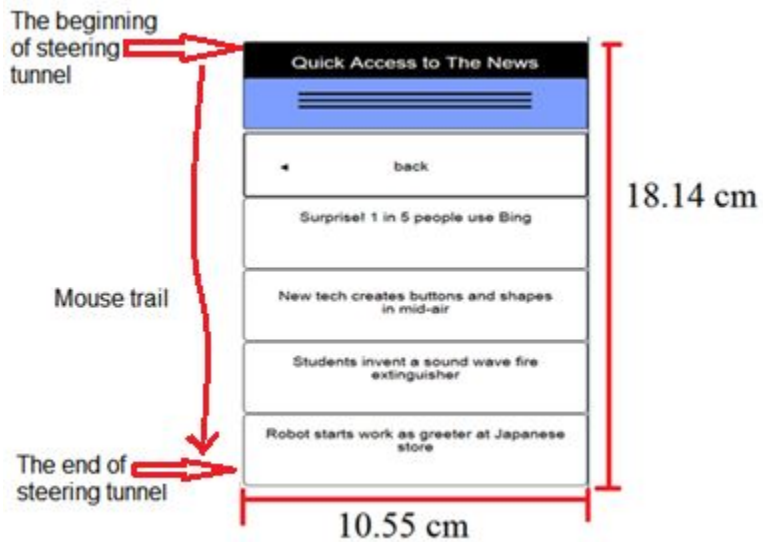 The beginning
of steering
tunnel
Quick Access to The News
◄ back
Surprise! 1 in 5 people use Bing
18.14 cm
New tech creates buttons and shapes
in mid-air
Mouse trail
Students invent a sound wave fire
extinguisher
Robot starts work as greeter at Japanese
store
The end of
steering tunnel
10.55 cm